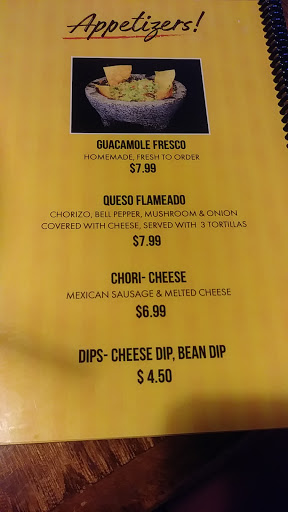 Appetizers!
GUACAMOLE FRESCO
HOMEMADE, FRESH TO ORDER
$7.99
QUESO FLAMEADO
CHORIZO, BELL PEPPER, MUSHROOM & ONION
COVERED WITH CHEESE, SERVED WITH 3 TORTILLAS
$7.99
CHORI- CHEESE
MEXICAN SAUSAGE & MELTED CHEESE
$6.99
DIPS- CHEESE DIP, BEAN DIP
$ 4.50